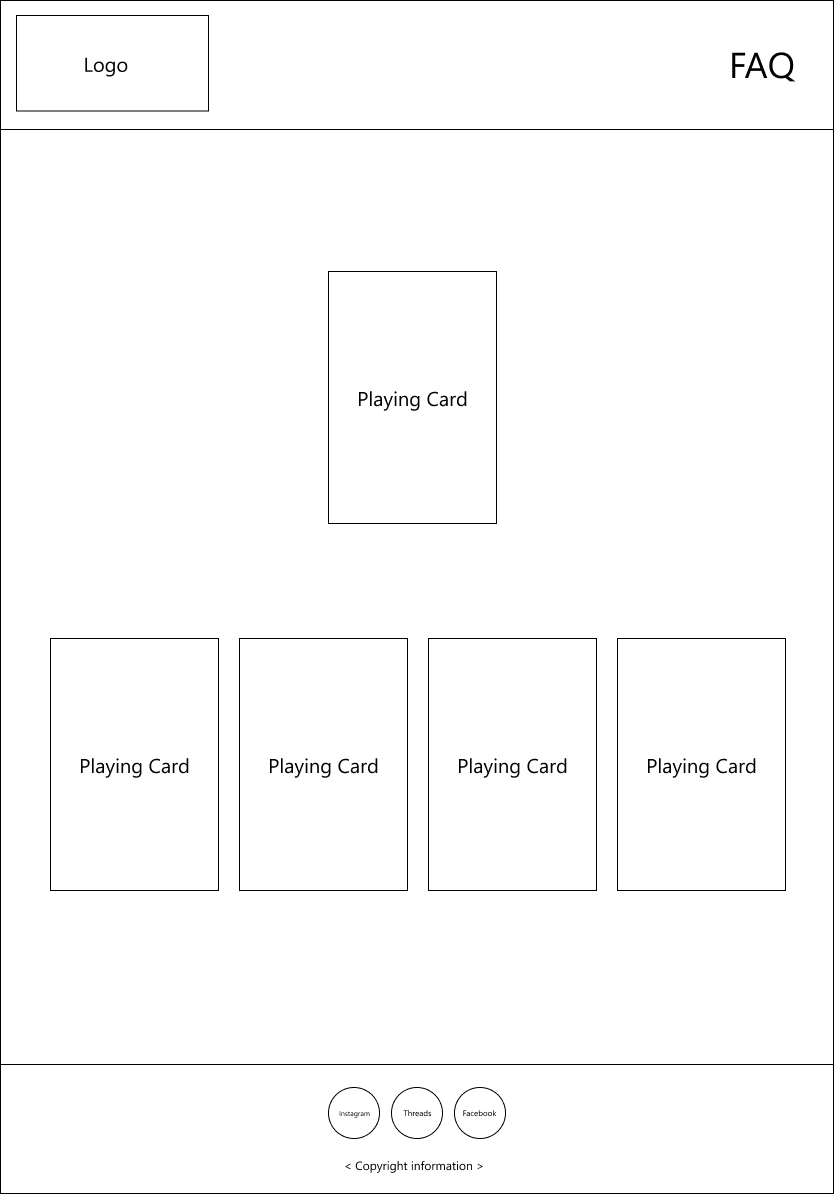 Logo
FAQ
Playing Card
Playing Card
Playing Card
Playing Card
Playing Card
Instagram
Threads
Facebook
< Copyright information >